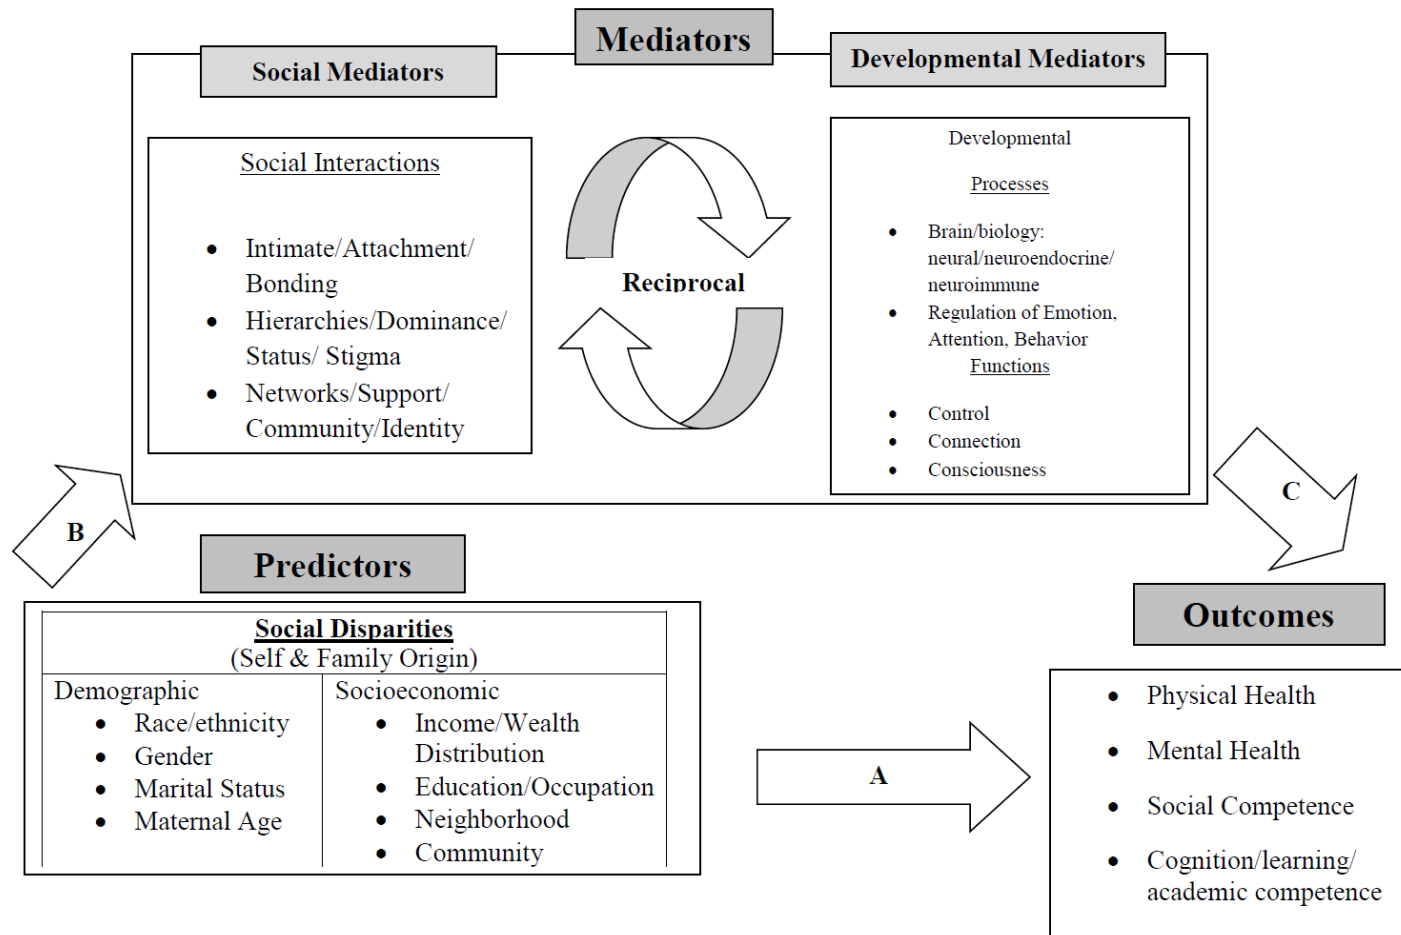 Mediators
Social Mediators
Developmental Mediators
Social Interactions
• Intimate/Attachment/
Bonding
• Hierarchies/Dominance/
Status/ Stigma
• Networks/Support/
Community/Identity
Reciprocal
Developmental
Processes
• Brain/biology:
neural/neuroendocrine/
neuroimmune
• Regulation of Emotion,
Attention, Behavior
Functions
• Control
• Connection
• Consciousness
B
C
Predictors
Social Disparities
(Self & Family Origin)
Demographic
• Race/ethnicity
• Gender
• Marital Status
• Maternal Age
Socioeconomic
• Income/Wealth
Distribution
• Education/Occupation
• Neighborhood
• Community
A
Outcomes
• Physical Health
• Mental Health
• Social Competence
• Cognition/learning/
academic competence